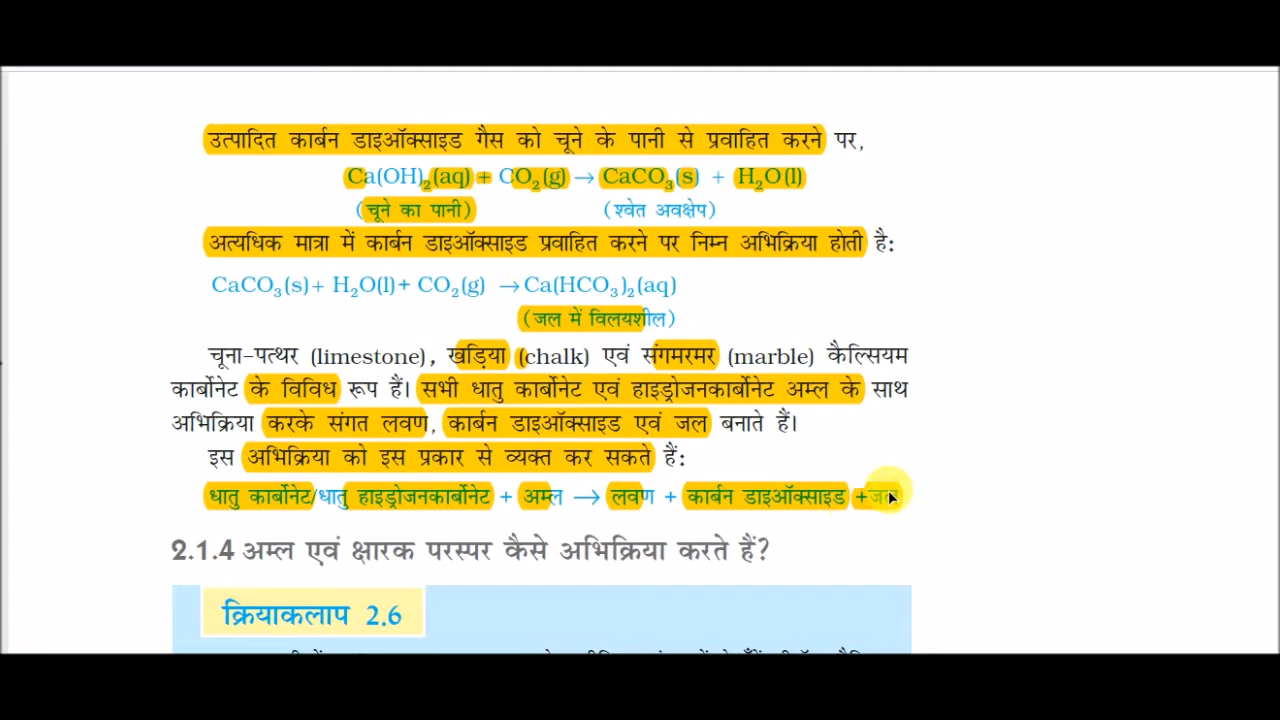 उत्पादित कार्बन डाइऑक्साइड गैस को चूने के पानी से प्रवाहित करने पर,
Ca(OH)₂(aq) + CO₂(g) → CaCO₃(s) + H₂O(l)
(चूने का पानी) (श्वेत अवक्षेप)
अत्यधिक मात्रा में कार्बन डाइऑक्साइड प्रवाहित करने पर निम्न अभिक्रिया होती है:
CaCO₃(s)+ H₂O(l)+ CO₂(g) →Ca(HCO₃)₂(aq)
(जल में विलयशील)
चूना-पत्थर (limestone), खड़िया (chalk) एवं संगमरमर (marble) कैल्सियम
कार्बोनेट के विविध रूप हैं। सभी धातु कार्बोनेट एवं हाइड्रोजनकार्बोनेट अम्ल के साथ
अभिक्रिया करके संगत लवण, कार्बन डाइऑक्साइड एवं जल बनाते हैं।
इस अभिक्रिया को इस प्रकार से व्यक्त कर सकते हैं:
धातु कार्बोनेट/धातु हाइड्रोजनकार्बोनेट + अम्ल → लवण + कार्बन डाइऑक्साइड +जल
2.1.4 अम्ल एवं क्षारक परस्पर कैसे अभिक्रिया करते हैं?
क्रियाकलाप 2.6